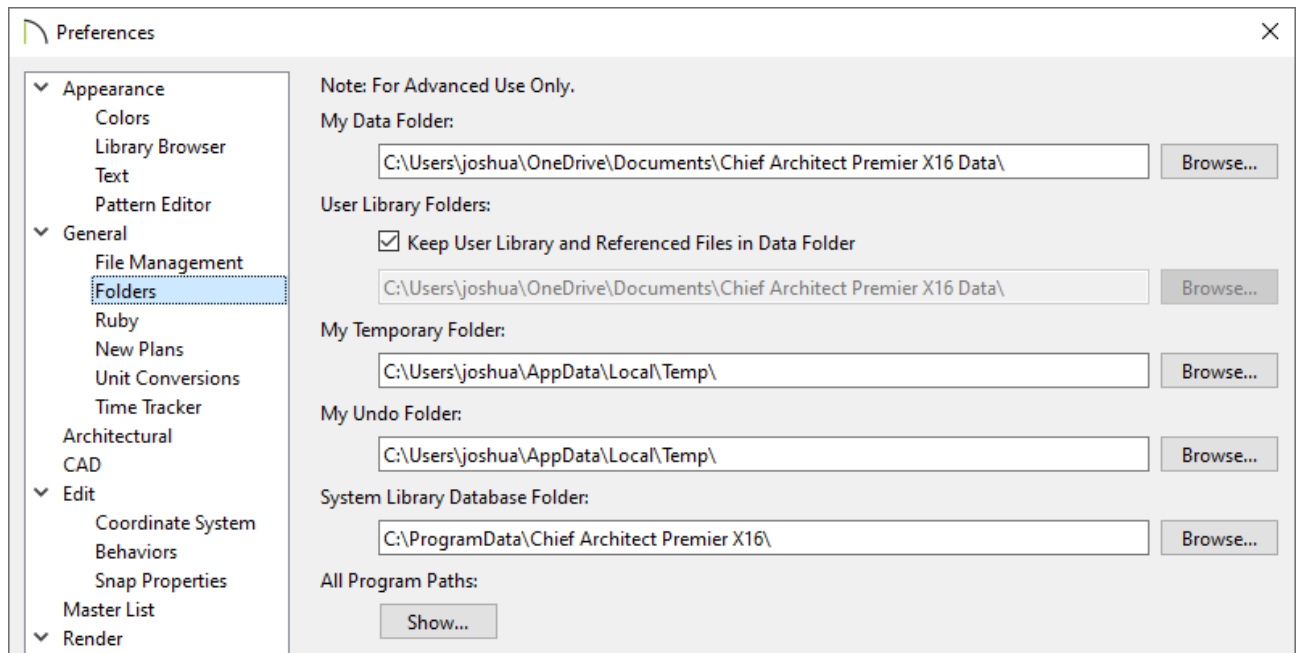 Preferences
Appearance
Colors
Library Browser
Text
Pattern Editor
General
File Management
Folders
Ruby
New Plans
Unit Conversions
Time Tracker
Architectural
CAD
Edit
Coordinate System
Behaviors
Snap Properties
Master List
Render
Note: For Advanced Use Only.
My Data Folder:
C:\Users\joshua\OneDrive\Documents\Chief Architect Premier X16 Data\ Browse...
User Library Folders:
Keep User Library and Referenced Files in Data Folder
C:\Users\joshua\OneDrive\Documents\Chief Architect Premier X16 Data\ Browse...
My Temporary Folder:
C:\Users\joshua\AppData\Local\Temp\ Browse...
My Undo Folder:
C:\Users\joshua\AppData\Local\Temp\ Browse...
System Library Database Folder:
C:\ProgramData\Chief Architect Premier X16\ Browse...
All Program Paths:
Show...